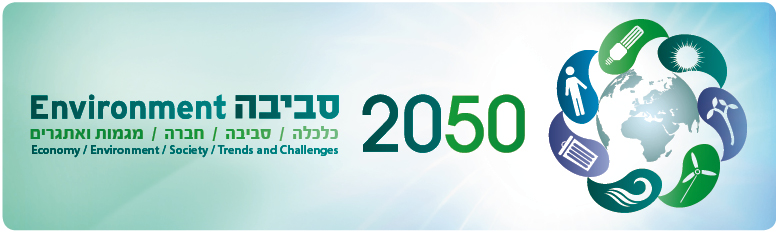 Environment סביבה
כלכלה / סביבה / חברה / מגמות ואתגרים
Economy / Environment / Society / Trends and Challenges
2050